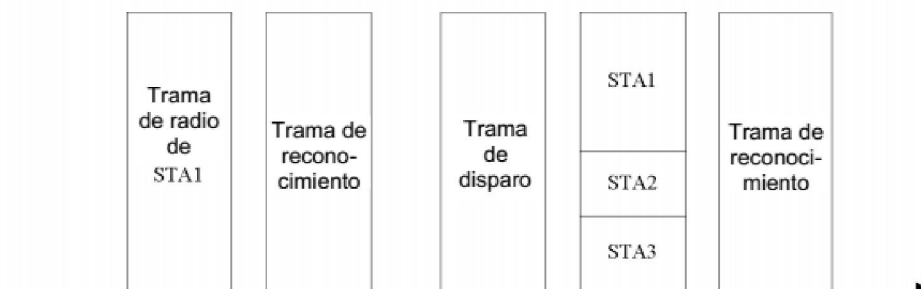 Trama
de radio
de
STA1
Trama de
recono-
cimiento
Trama
de
disparo
STA1
STA2
STA3
Trama de
reconoci-
miento